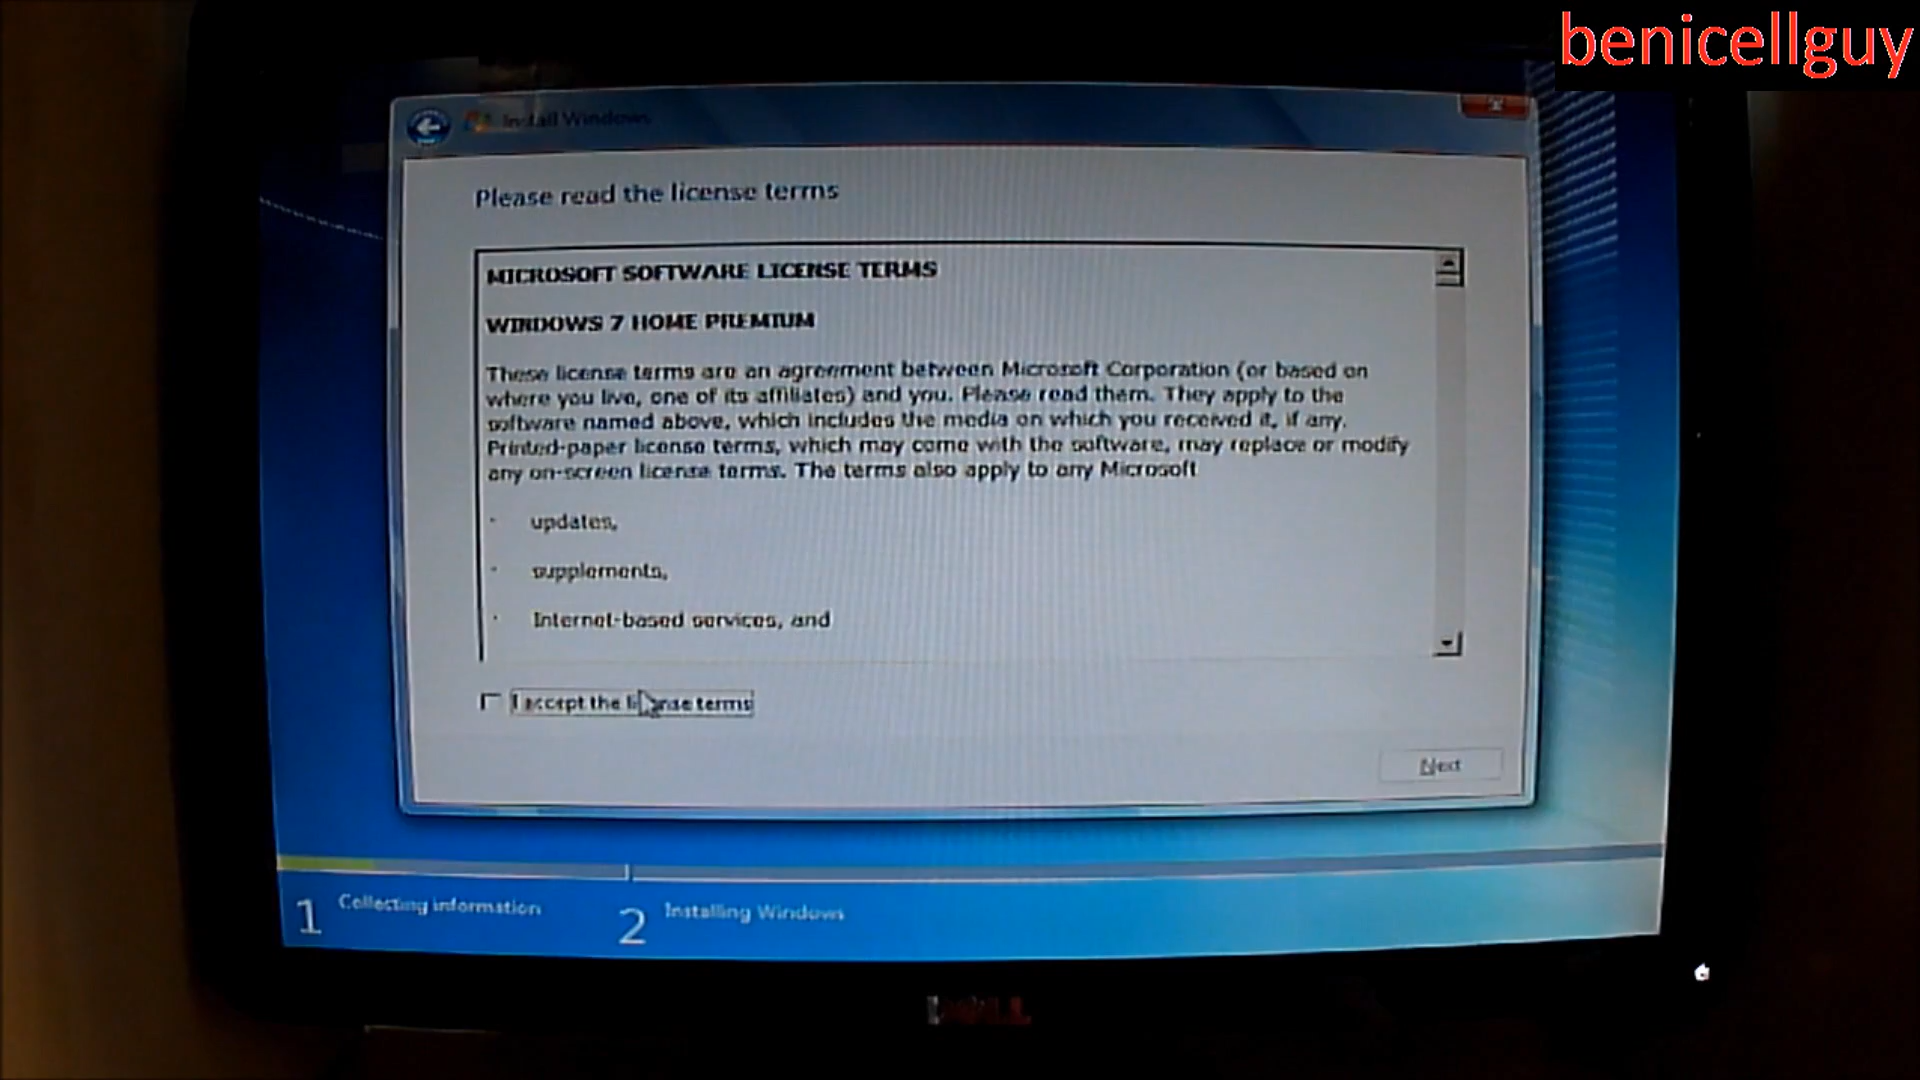 benicellguy
Install Windows
Please read the license terms
MICROSOFT SOFTWARE LICENSE TERMS
WINDOWS 7 HOME PREMIUM
These license terms are an agreement between Microsoft Corporation (or based on
where you live, one of its affiliates) and you. Please read them. They apply to the
software named above, which includes the media on which you received it, if any.
Printed-paper license terms, which may come with the software, may replace or modify
any on-screen license terms. The terms also apply to any Microsoft
· updates,
· supplements,
· Internet-based services, and
I accept the license terms
Next
1 Collecting information
2 Installing Windows
DELL